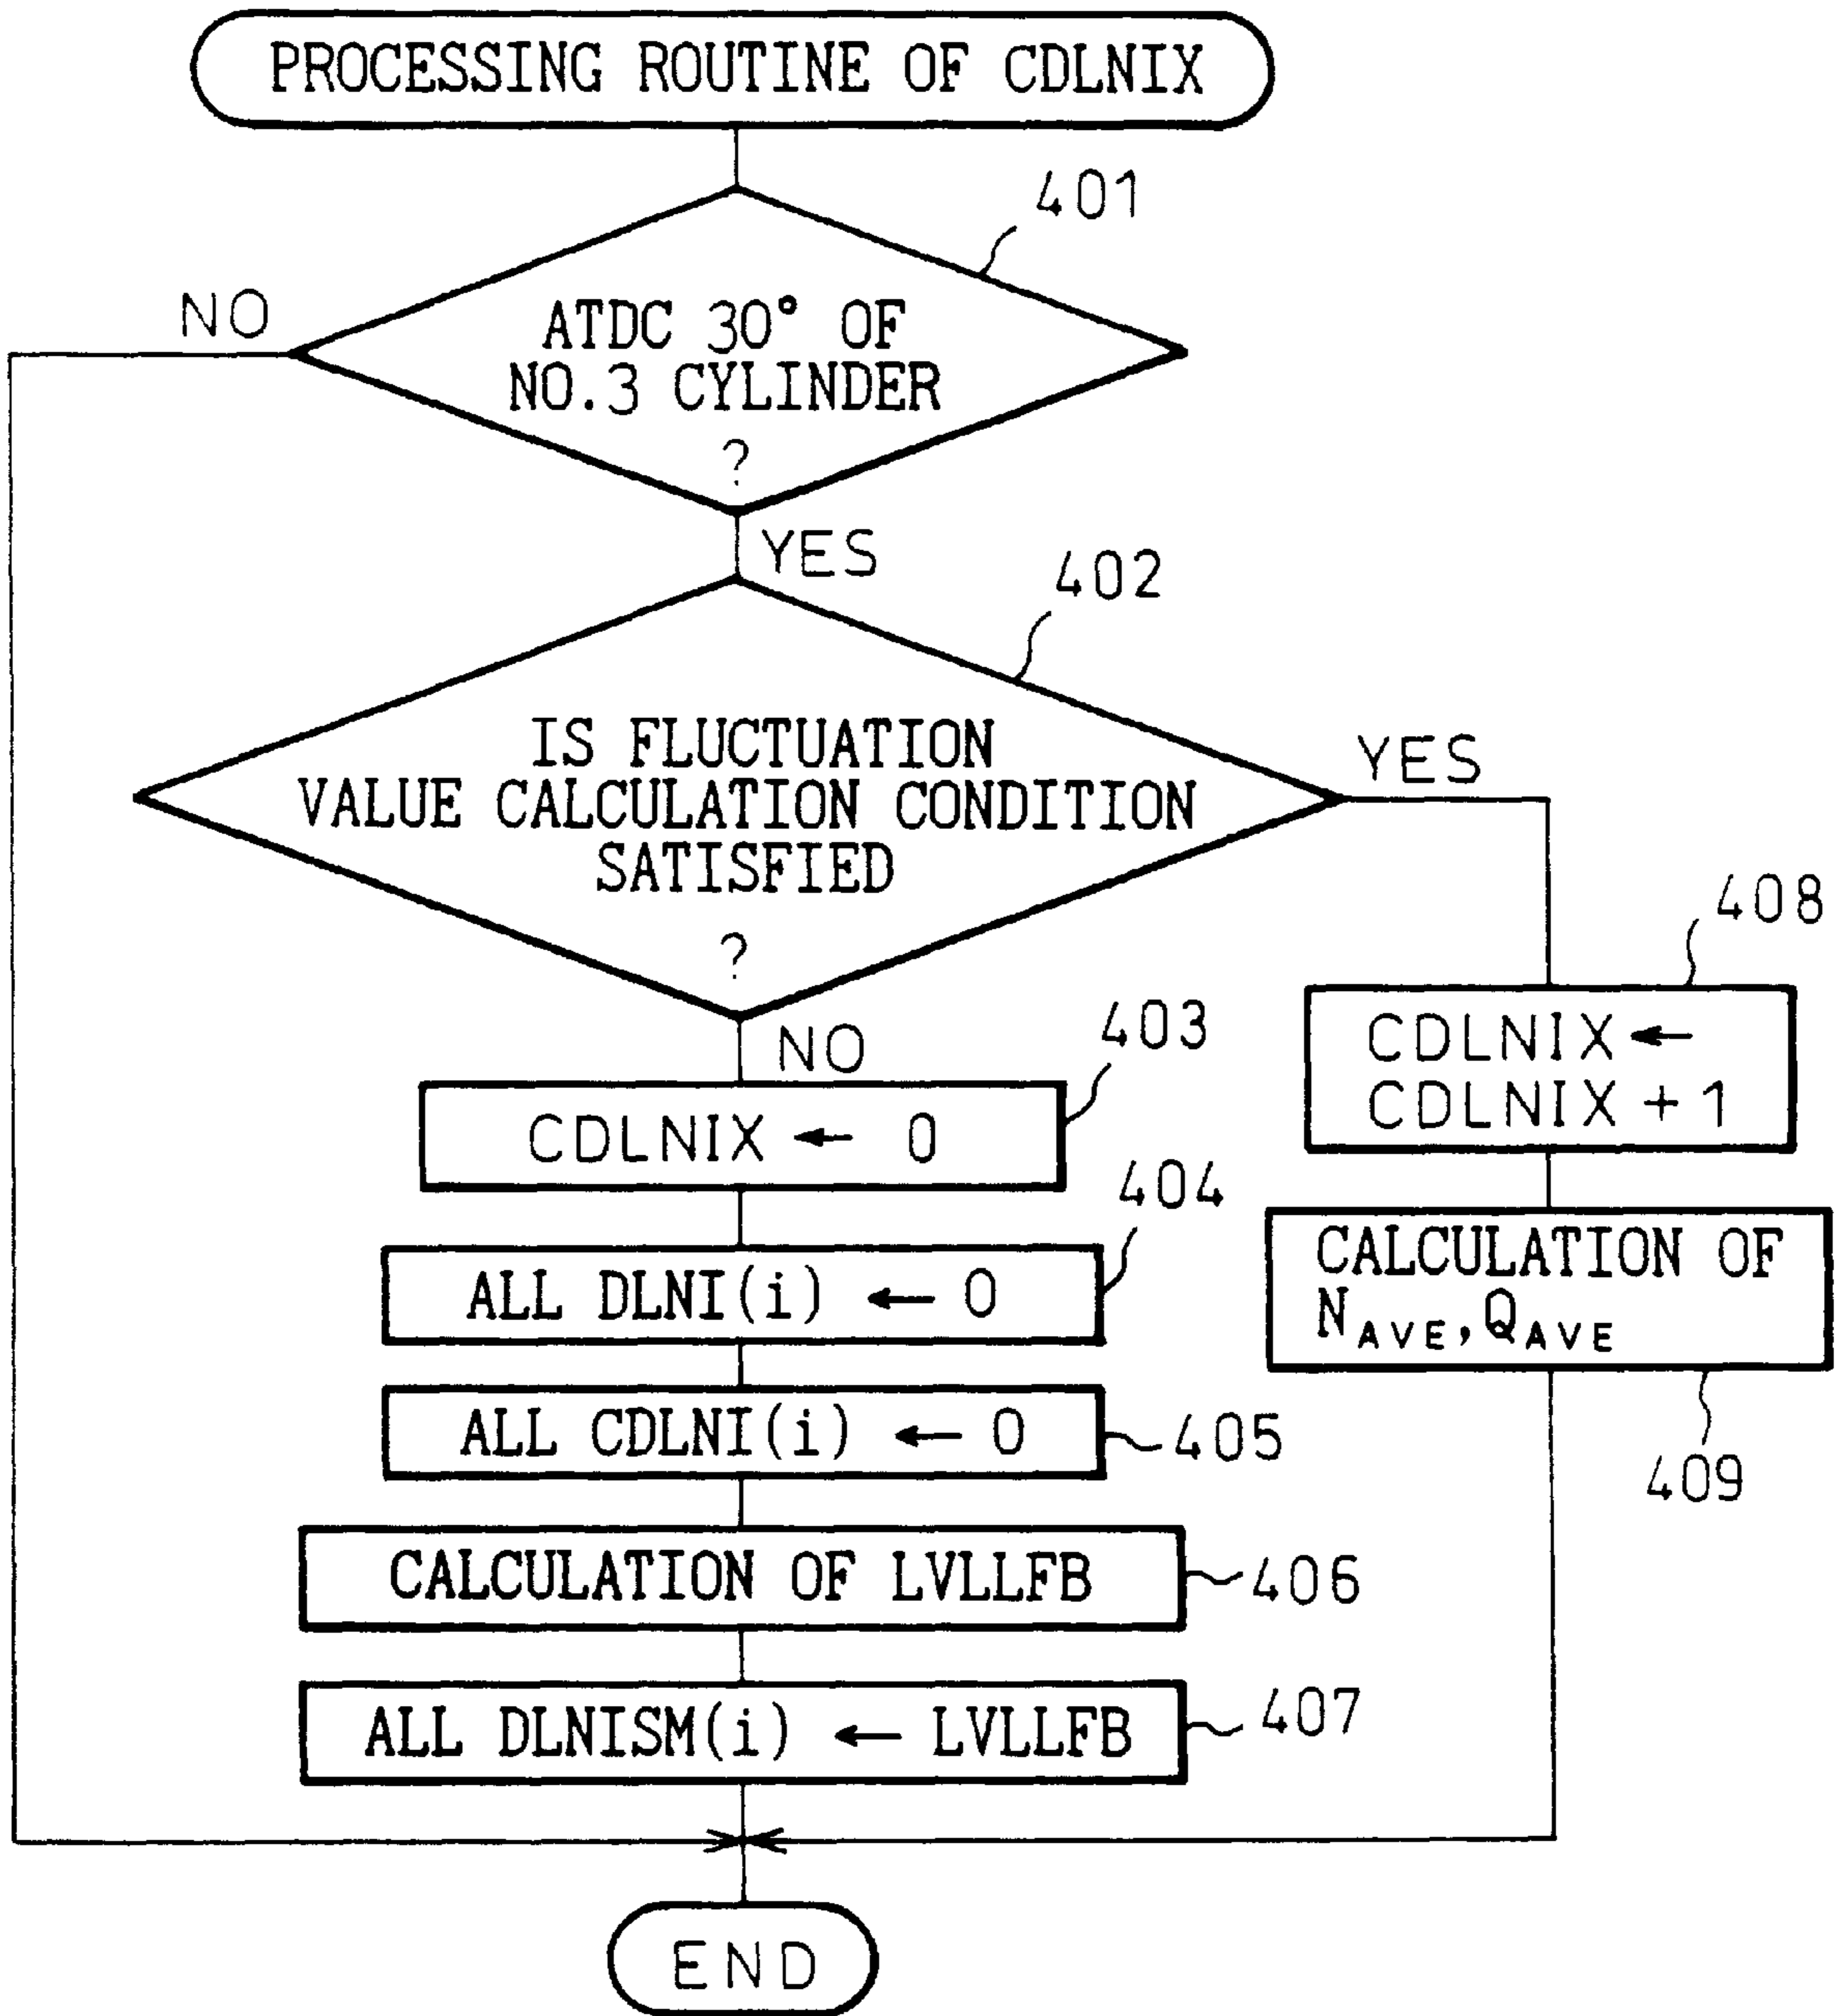 PROCESSING ROUTINE OF CDLNIX
401
NO
ATDC 30° OF
NO.3 CYLINDER
?
YES
402
IS FLUCTUATION
VALUE CALCULATION CONDITION
SATISFIED
?
YES
NO
403
CDLNIX ← 0
404
ALL DLNI(i) ← 0
ALL CDLNI(i) ← 0
405
CALCULATION OF LVLLFB
406
ALL DLNISM(i) ← LVLLFB
407
408
CDLNIX ←
CDLNIX + 1
CALCULATION OF
NAVE, QAVE
409
END